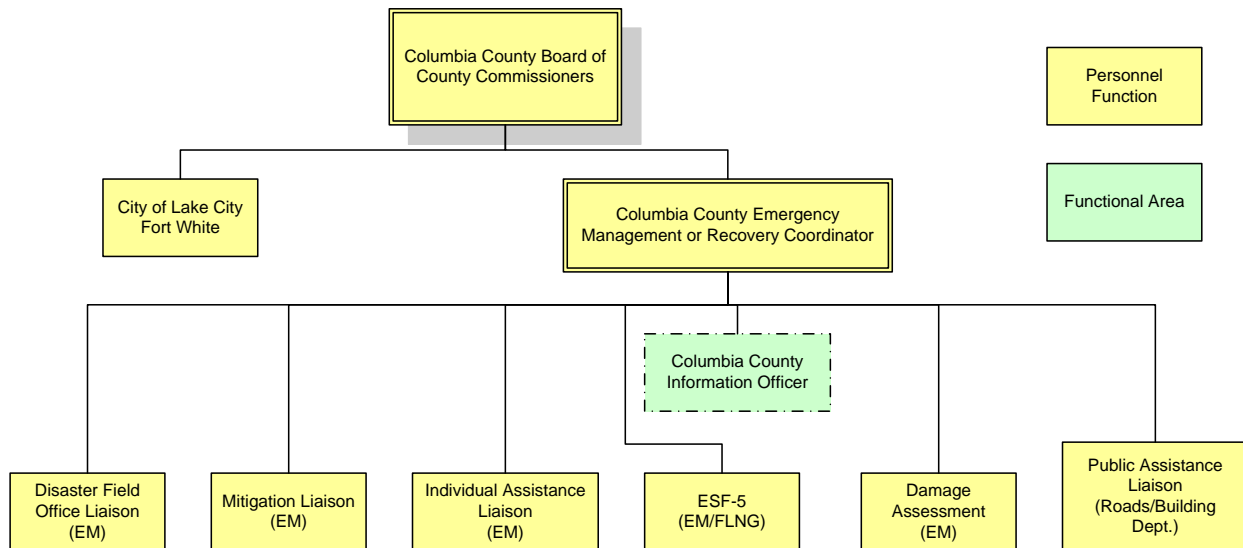 Columbia County Board of
County Commissioners
Personnel
Function
Functional Area
City of Lake City
Fort White
Columbia County Emergency
Management or Recovery Coordinator
Columbia County
Information Officer
Disaster Field
Office Liaison
(EM)
Mitigation Liaison
(EM)
Individual Assistance
Liaison
(EM)
ESF-5
(EM/FLNG)
Damage
Assessment
(EM)
Public Assistance
Liaison
(Roads/Building
Dept.)